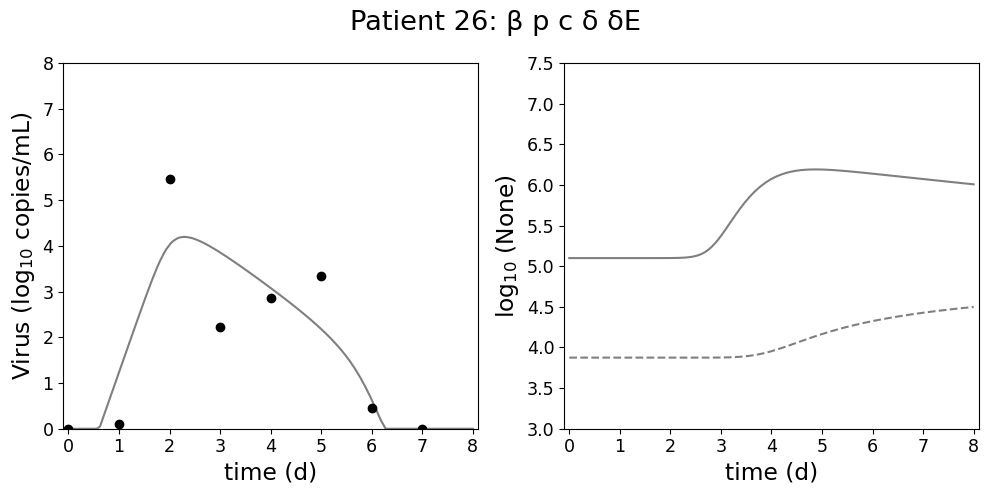 Patient 26: β p c δ δE
Virus (log10 copies/mL)
8
7
6
5
4
3
2
1
0
0 1 2 3 4 5 6 7 8
time (d)
log10 (None)
7.5
7.0
6.5
6.0
5.5
5.0
4.5
4.0
3.5
3.0
0 1 2 3 4 5 6 7 8
time (d)